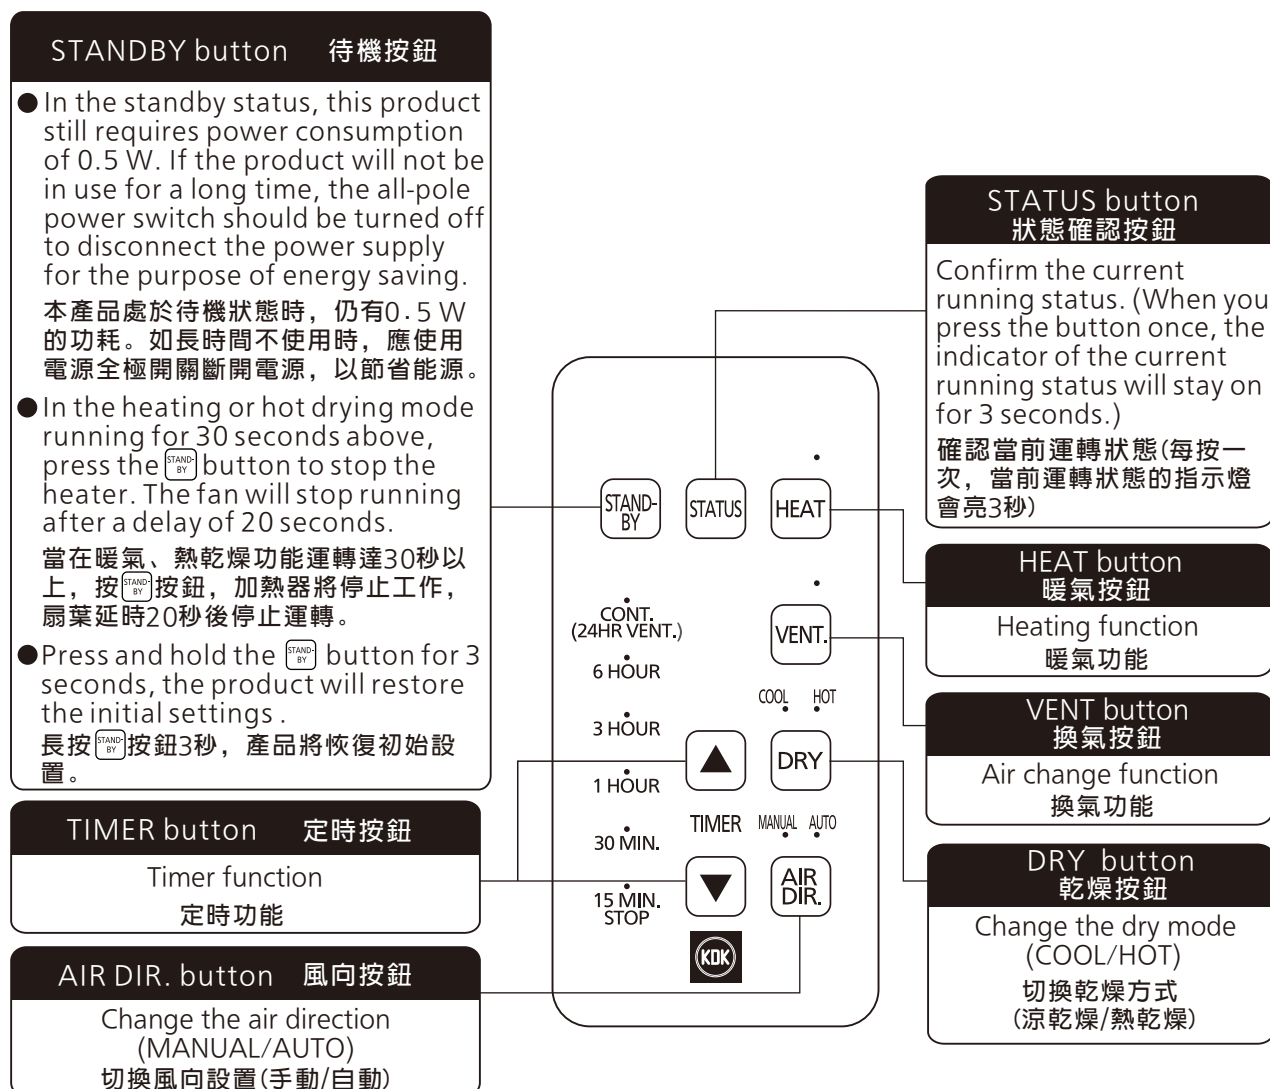 STANDBY button 待機按鈕
● In the standby status, this product
still requires power consumption
of 0.5 W. If the product will not be
in use for a long time, the all-pole
power switch should be turned off
to disconnect the power supply
for the purpose of energy saving.
本產品處於待機狀態時，仍有0.5 W
的功耗。如長時間不使用時，應使用
電源全極開關斷開電源，以節省能源。
● In the heating or hot drying mode
running for 30 seconds above,
press the STAND-BY button to stop the
heater. The fan will stop running
after a delay of 20 seconds.
當在暖氣、熱乾燥功能運轉達30秒以
上，按STAND-BY按鈕，加熱器將停止工作，
扇葉延時20秒後停止運轉。
● Press and hold the STAND-BY button for 3
seconds, the product will restore
the initial settings .
長按STAND-BY按鈕3秒，產品將恢復初始設
置。
TIMER button 定時按鈕
Timer function
定時功能
AIR DIR. button 風向按鈕
Change the air direction
(MANUAL/AUTO)
切換風向設置(手動/自動)
STAND-
BY
STATUS
HEAT
CONT.
(24HR VENT.)
VENT.
6 HOUR
COOL HOT
3 HOUR
▲
DRY
1 HOUR
TIMER
MANUAL AUTO
30 MIN.
▼
AIR
DIR.
15 MIN.
STOP
KDK
STATUS button
狀態確認按鈕
Confirm the current
running status. (When you
press the button once, the
indicator of the current
running status will stay on
for 3 seconds.)
確認當前運轉狀態(每按一
次，當前運轉狀態的指示燈
會亮3秒)
HEAT button
暖氣按鈕
Heating function
暖氣功能
VENT button
換氣按鈕
Air change function
換氣功能
DRY button
乾燥按鈕
Change the dry mode
(COOL/HOT)
切換乾燥方式
(涼乾燥/熱乾燥)